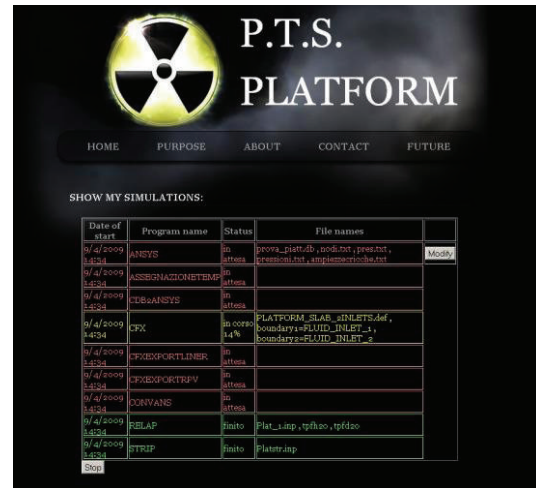 P.T.S.
PLATFORM
HOME PURPOSE ABOUT CONTACT FUTURE
SHOW MY SIMULATIONS:
Date of start Program name Status File names
9/4/2009 14:34 ANSYS in attesa prova_piatt.db , nodi.txt , pres.txt , pressioni.txt , ampiezzecricche.txt Modify
9/4/2009 14:34 ASSEGNAZIONETEMP in attesa
9/4/2009 14:34 CDB2ANSYS in attesa
9/4/2009 14:34 CFX in corso 14% PLATFORM_SLAB_2INLETS.def , boundary1=FLUID_INLET_1 , boundary2=FLUID_INLET_2
9/4/2009 14:34 CFXEXPORTLINER in attesa
9/4/2009 14:34 CFXEXPORTRPV in attesa
9/4/2009 14:34 CONVANS in attesa
9/4/2009 14:34 RELAP finito Plat_1.inp , tpfh2o , tpfd2o
9/4/2009 14:34 STRIP finito Platstr.inp
Stop